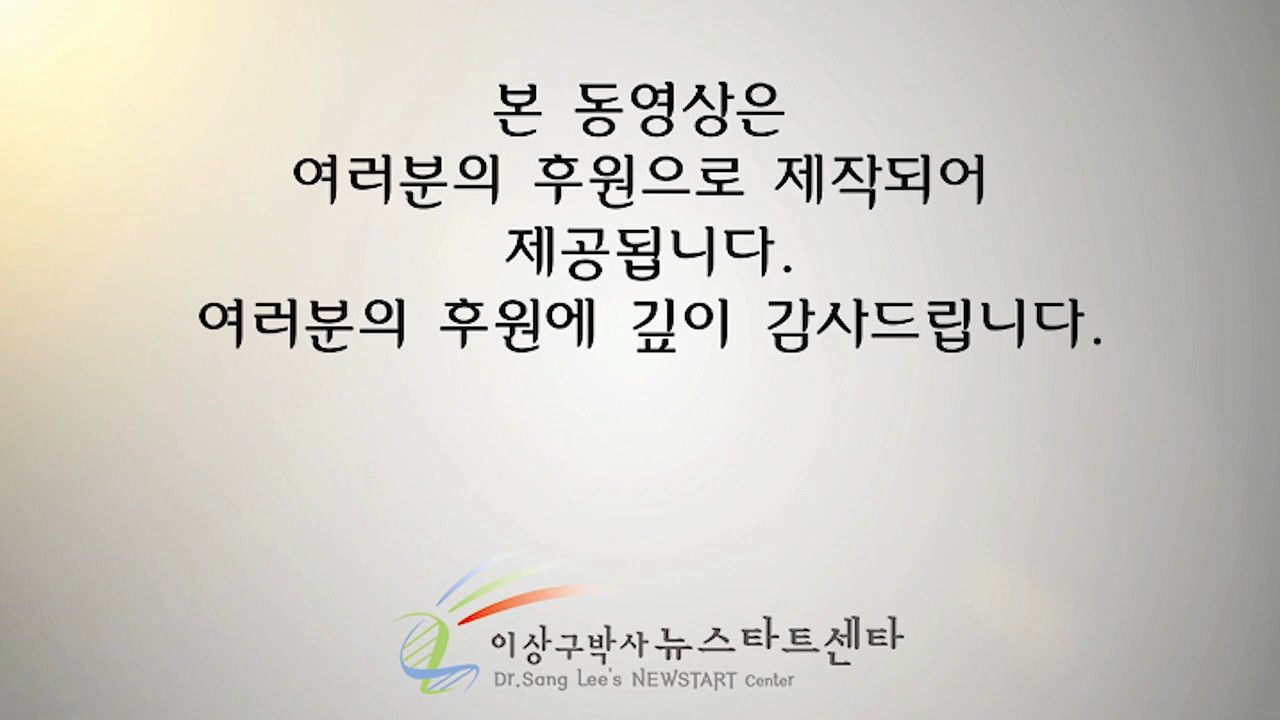 본 동영상은
여러분의 후원으로 제작되어
제공됩니다.
여러분의 후원에 깊이 감사드립니다.
이상구박사 뉴스타트센타
Dr.Sang Lee's NEWSTART Center